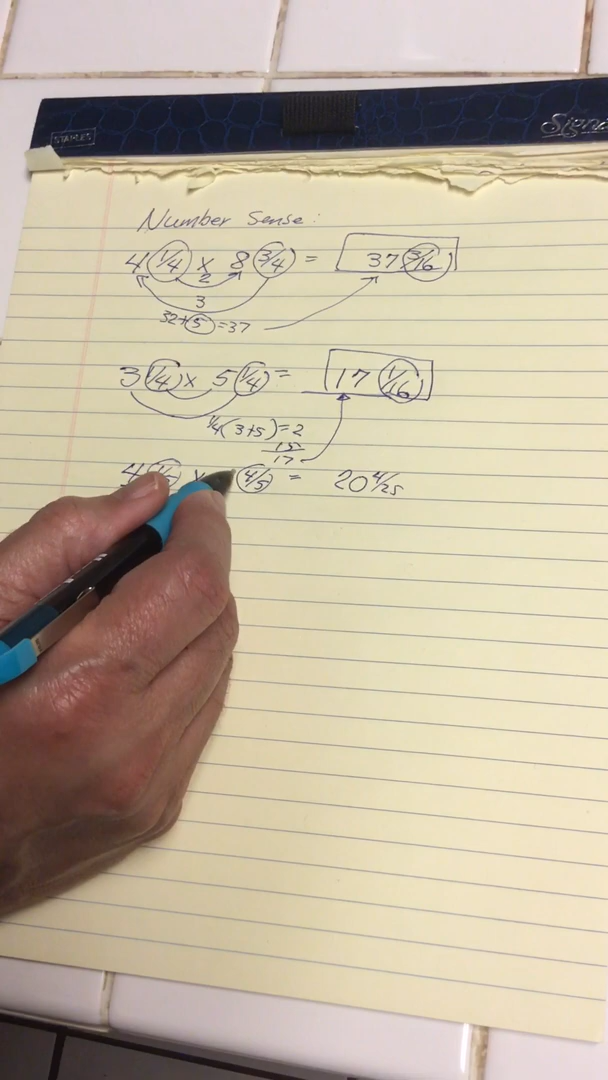 STAPLES
Number Sense:
4 1/4 x 8 3/4 = 37 3/16
2
3
32+5=37
3 1/4 x 5 1/4 = 17 1/16
1/4(3+5)=2
15
17
4 x 4/5 = 20 4/25